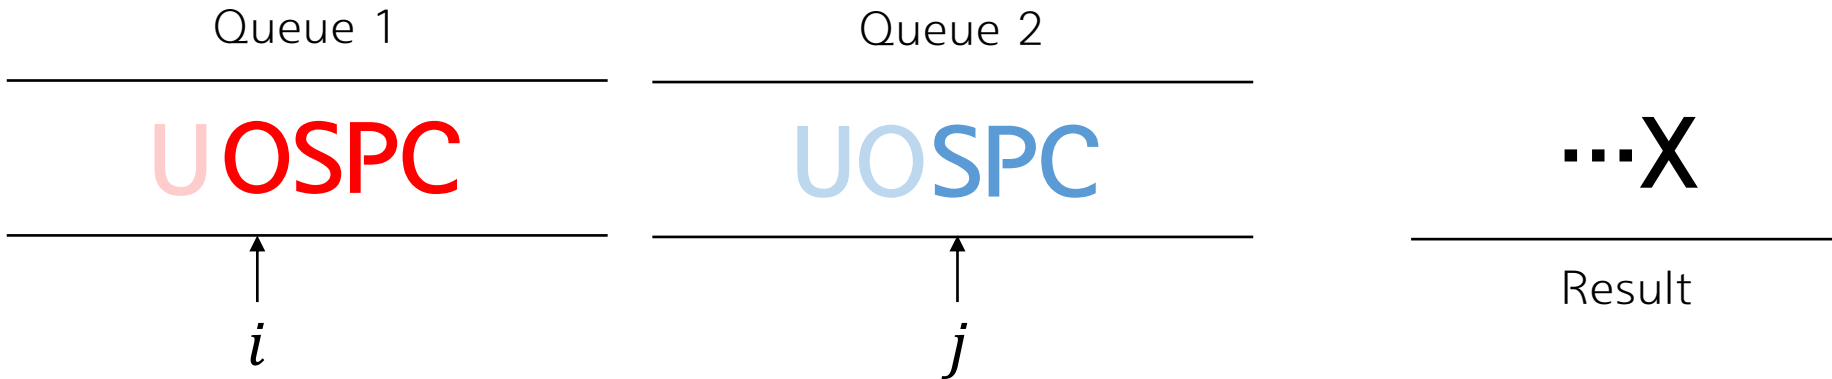 Queue 1
Queue 2
UOSPC
UOSPC
…X
Result
i
j